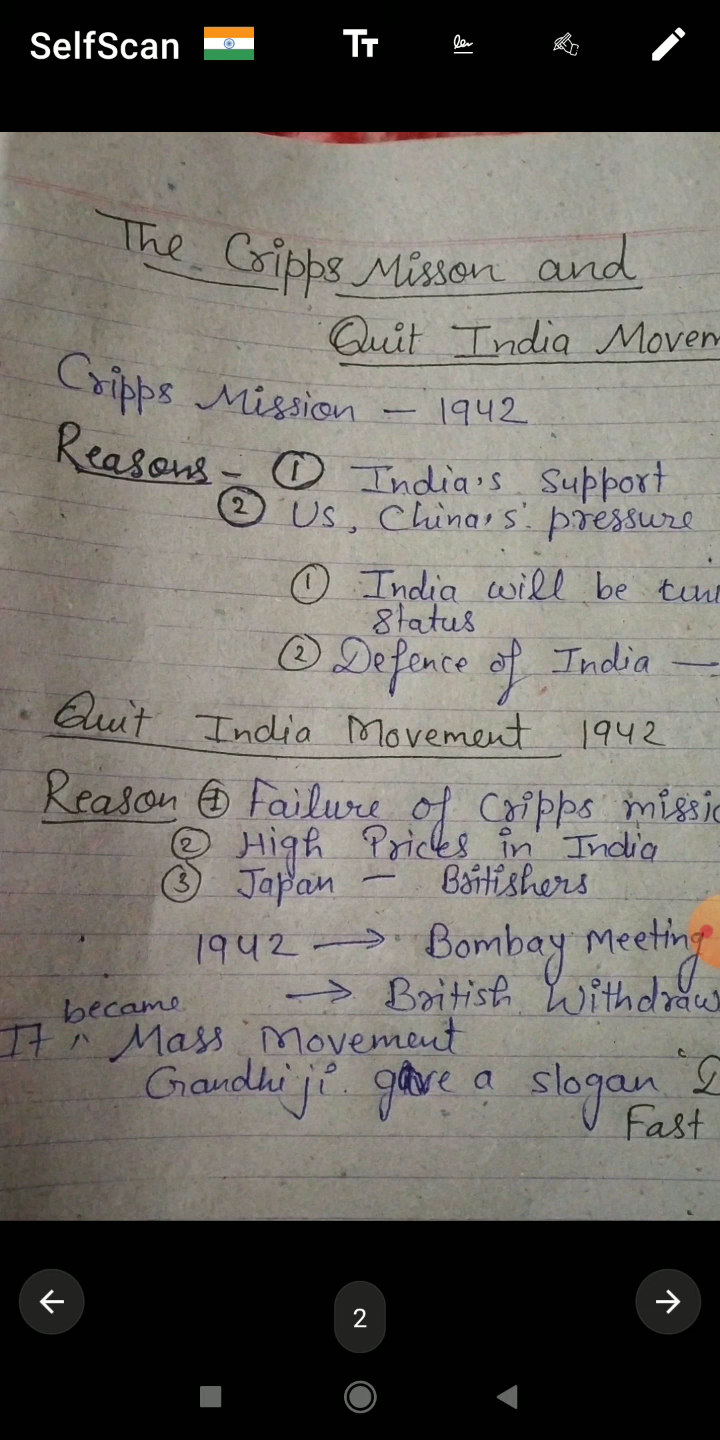 SelfScan
The Cripps Misson and
Quit India Movem
Cripps Mission - 1942
Reasons - ① India's Support
② US, China's pressure
① India will be
status
② Defence of India —
Quit India Movement 1942
Reason ① Failure of Cripps missio
② High Prices in India
③ Japan - Britishers
1942 → Bombay Meeting
→ British Withdraw
It ^ became Mass Movement
Gandhiji gave a slogan 'D
Fast
2